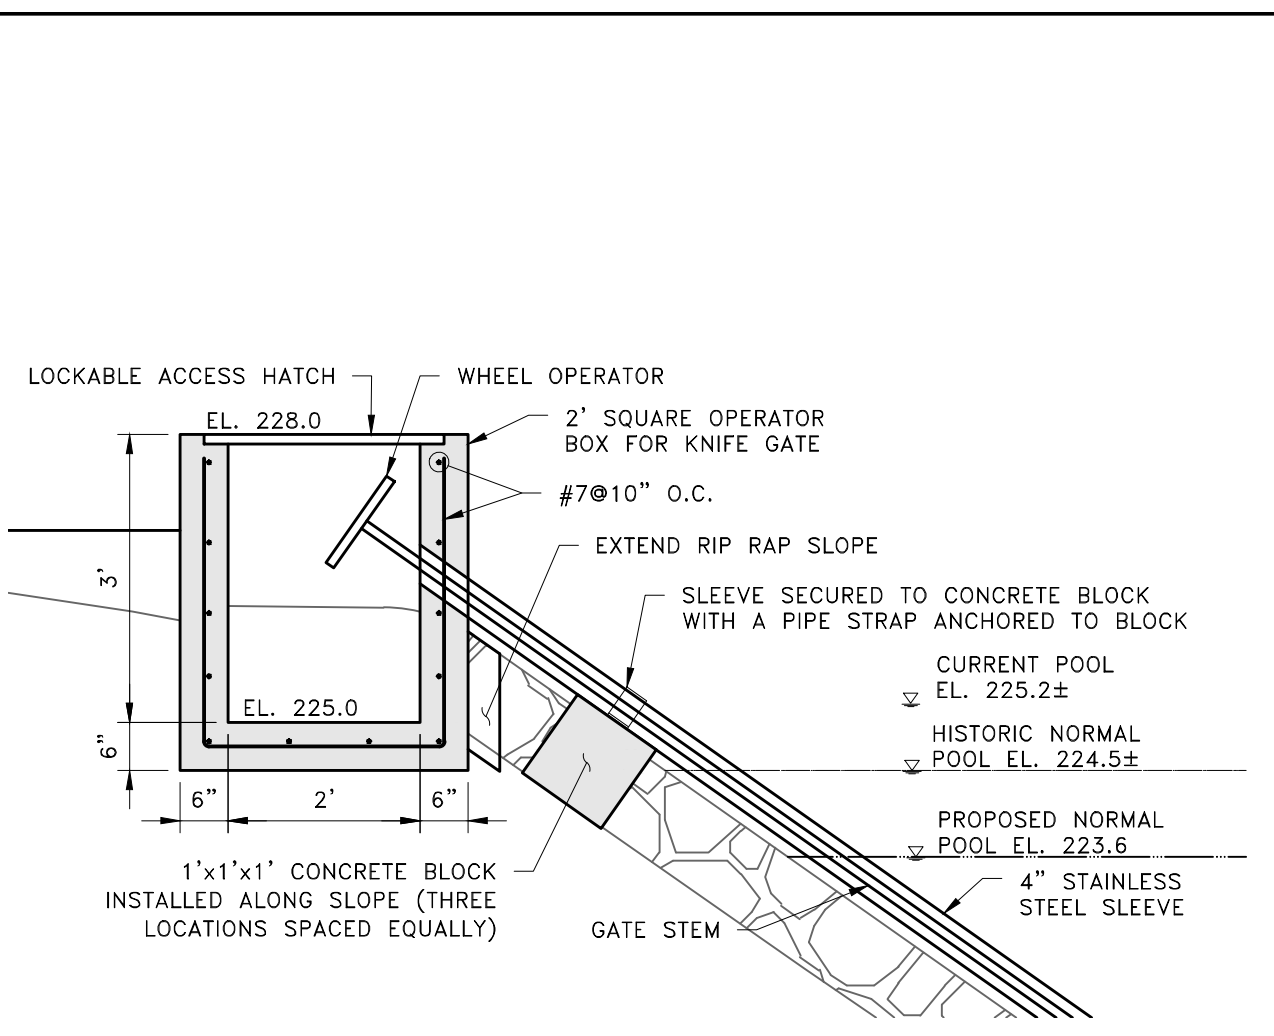 LOCKABLE ACCESS HATCH
WHEEL OPERATOR
EL. 228.0
2' SQUARE OPERATOR
BOX FOR KNIFE GATE
#7@10" O.C.
EXTEND RIP RAP SLOPE
3'
SLEEVE SECURED TO CONCRETE BLOCK
WITH A PIPE STRAP ANCHORED TO BLOCK
CURRENT POOL
EL. 225.2±
EL. 225.0
HISTORIC NORMAL
POOL EL. 224.5±
6"
6"
2'
6"
PROPOSED NORMAL
POOL EL. 223.6
1'x1'x1' CONCRETE BLOCK
INSTALLED ALONG SLOPE (THREE
LOCATIONS SPACED EQUALLY)
4" STAINLESS
STEEL SLEEVE
GATE STEM